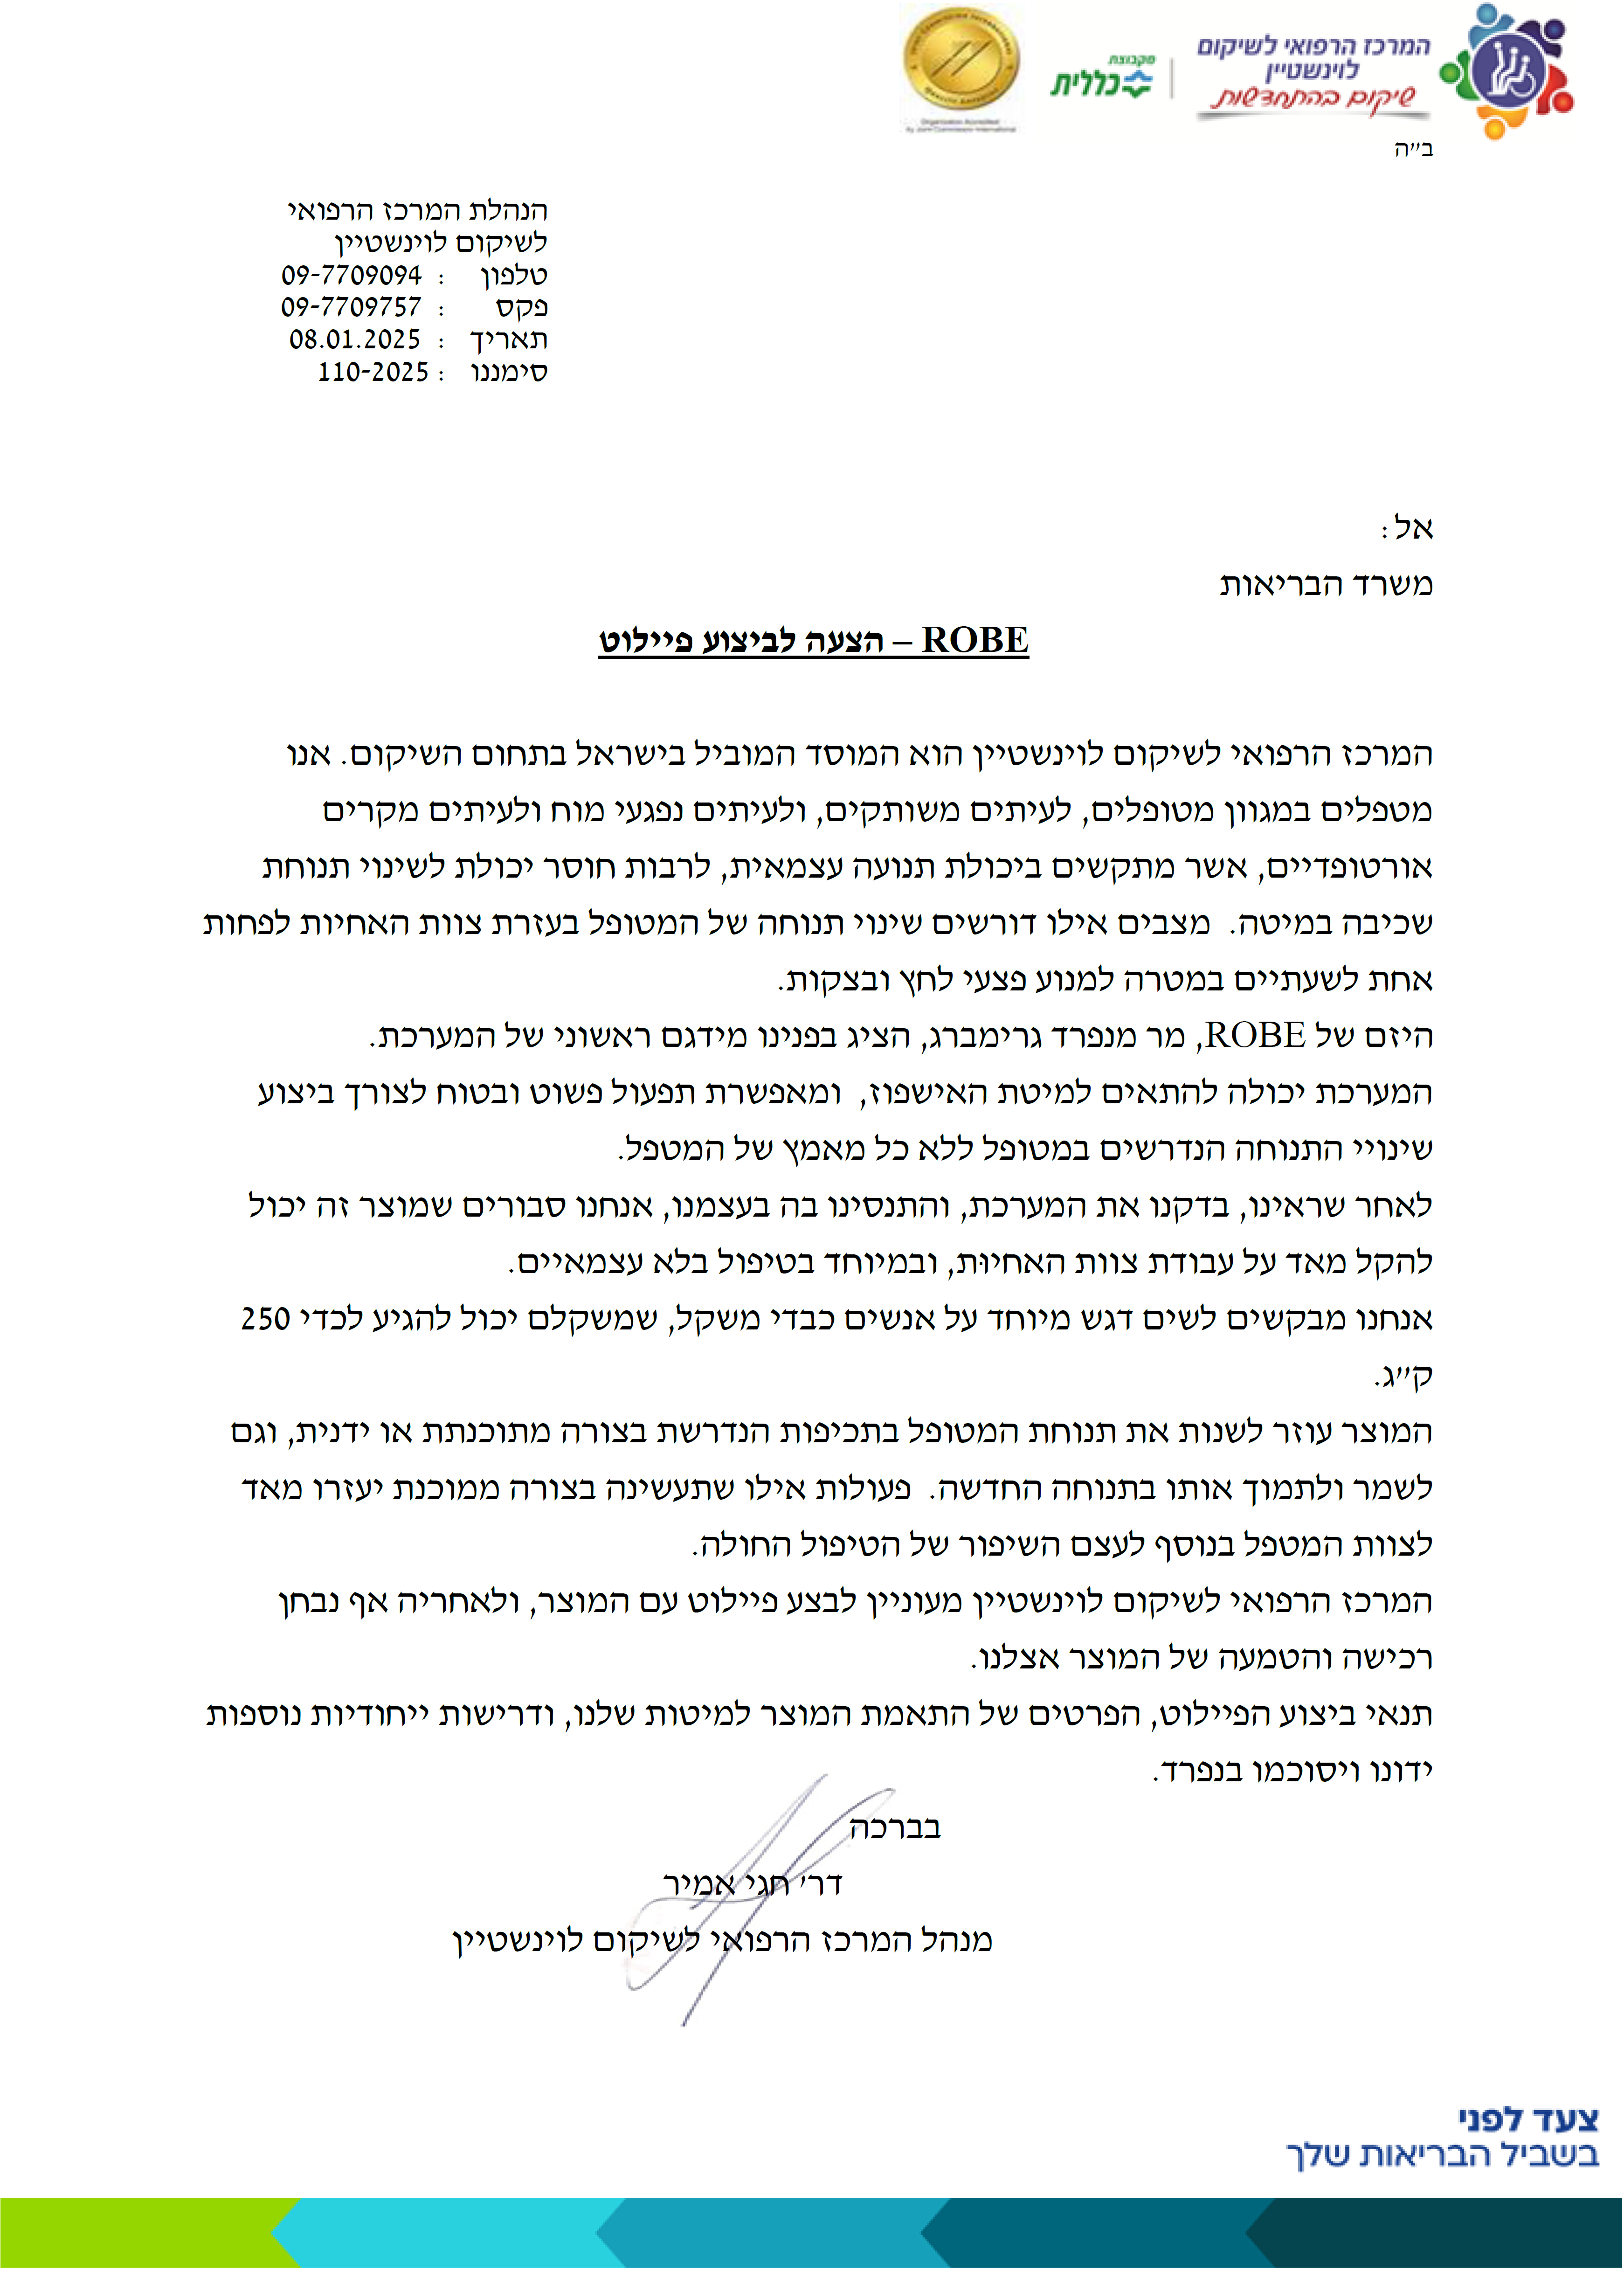 המרכז הרפואי לשיקום
לוינשטיין
שיקום בהתחדשות
מקבוצת
כללית
Organization Accredited
by Joint Commission International
ב״ה
הנהלת המרכז הרפואי
לשיקום לוינשטיין
טלפון : 09-7709094
פקס : 09-7709757
תאריך : 08.01.2025
סימננו : 110-2025
אל :
משרד הבריאות
ROBE – הצעה לביצוע פיילוט
המרכז הרפואי לשיקום לוינשטיין הוא המוסד המוביל בישראל בתחום השיקום. אנו
מטפלים במגוון מטופלים, לעיתים משותקים, ולעיתים נפגעי מוח ולעיתים מקרים
אורטופדיים, אשר מתקשים ביכולת תנועה עצמאית, לרבות חוסר יכולת לשינוי תנוחת
שכיבה במיטה. מצבים אילו דורשים שינוי תנוחה של המטופל בעזרת צוות האחיות לפחות
אחת לשעתיים במטרה למנוע פצעי לחץ ובצקות.
היזם של ROBE, מר מנפרד גרימברג, הציג בפנינו מידגם ראשוני של המערכת.
המערכת יכולה להתאים למיטת האישפוז, ומאפשרת תפעול פשוט ובטוח לצורך ביצוע
שינויי התנוחה הנדרשים במטופל ללא כל מאמץ של המטפל.
לאחר שראינו, בדקנו את המערכת, והתנסינו בה בעצמנו, אנחנו סבורים שמוצר זה יכול
להקל מאד על עבודת צוות האחיוּת, ובמיוחד בטיפול בלא עצמאיים.
אנחנו מבקשים לשים דגש מיוחד על אנשים כבדי משקל, שמשקלם יכול להגיע לכדי 250
ק״ג.
המוצר עוזר לשנות את תנוחת המטופל בתכיפות הנדרשת בצורה מתוכנתת או ידנית, וגם
לשמר ולתמוך אותו בתנוחה החדשה. פעולות אילו שתעשינה בצורה ממוכנת יעזרו מאד
לצוות המטפל בנוסף לעצם השיפור של הטיפול החולה.
המרכז הרפואי לשיקום לוינשטיין מעוניין לבצע פיילוט עם המוצר, ולאחריה אף נבחן
רכישה והטמעה של המוצר אצלנו.
תנאי ביצוע הפיילוט, הפרטים של התאמת המוצר למיטות שלנו, ודרישות ייחודיות נוספות
ידונו ויסוכמו בנפרד.
בברכה
דר׳ חגי אמיר
מנהל המרכז הרפואי לשיקום לוינשטיין
צעד לפני
בשביל הבריאות שלך